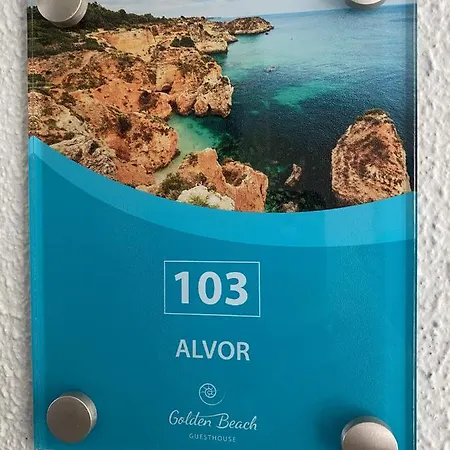 103
ALVOR
Golden Beach
GUESTHOUSE